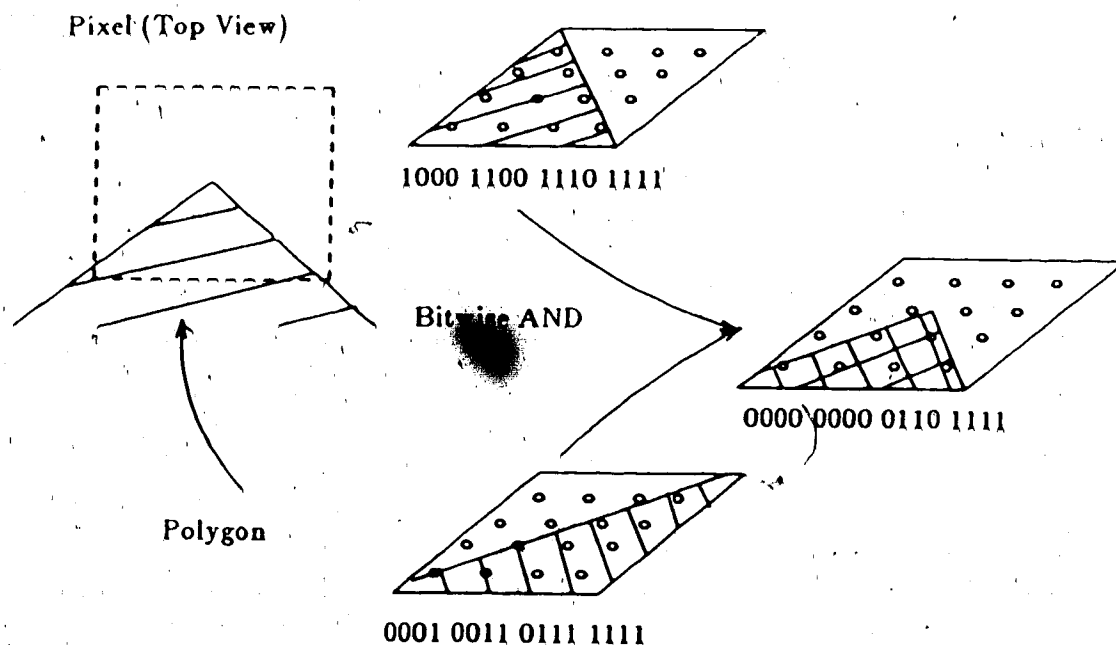 Pixel (Top View)
1000 1100 1110 1111
Bitwise AND
0000 0000 0110 1111
Polygon
0001 0011 0111 1111